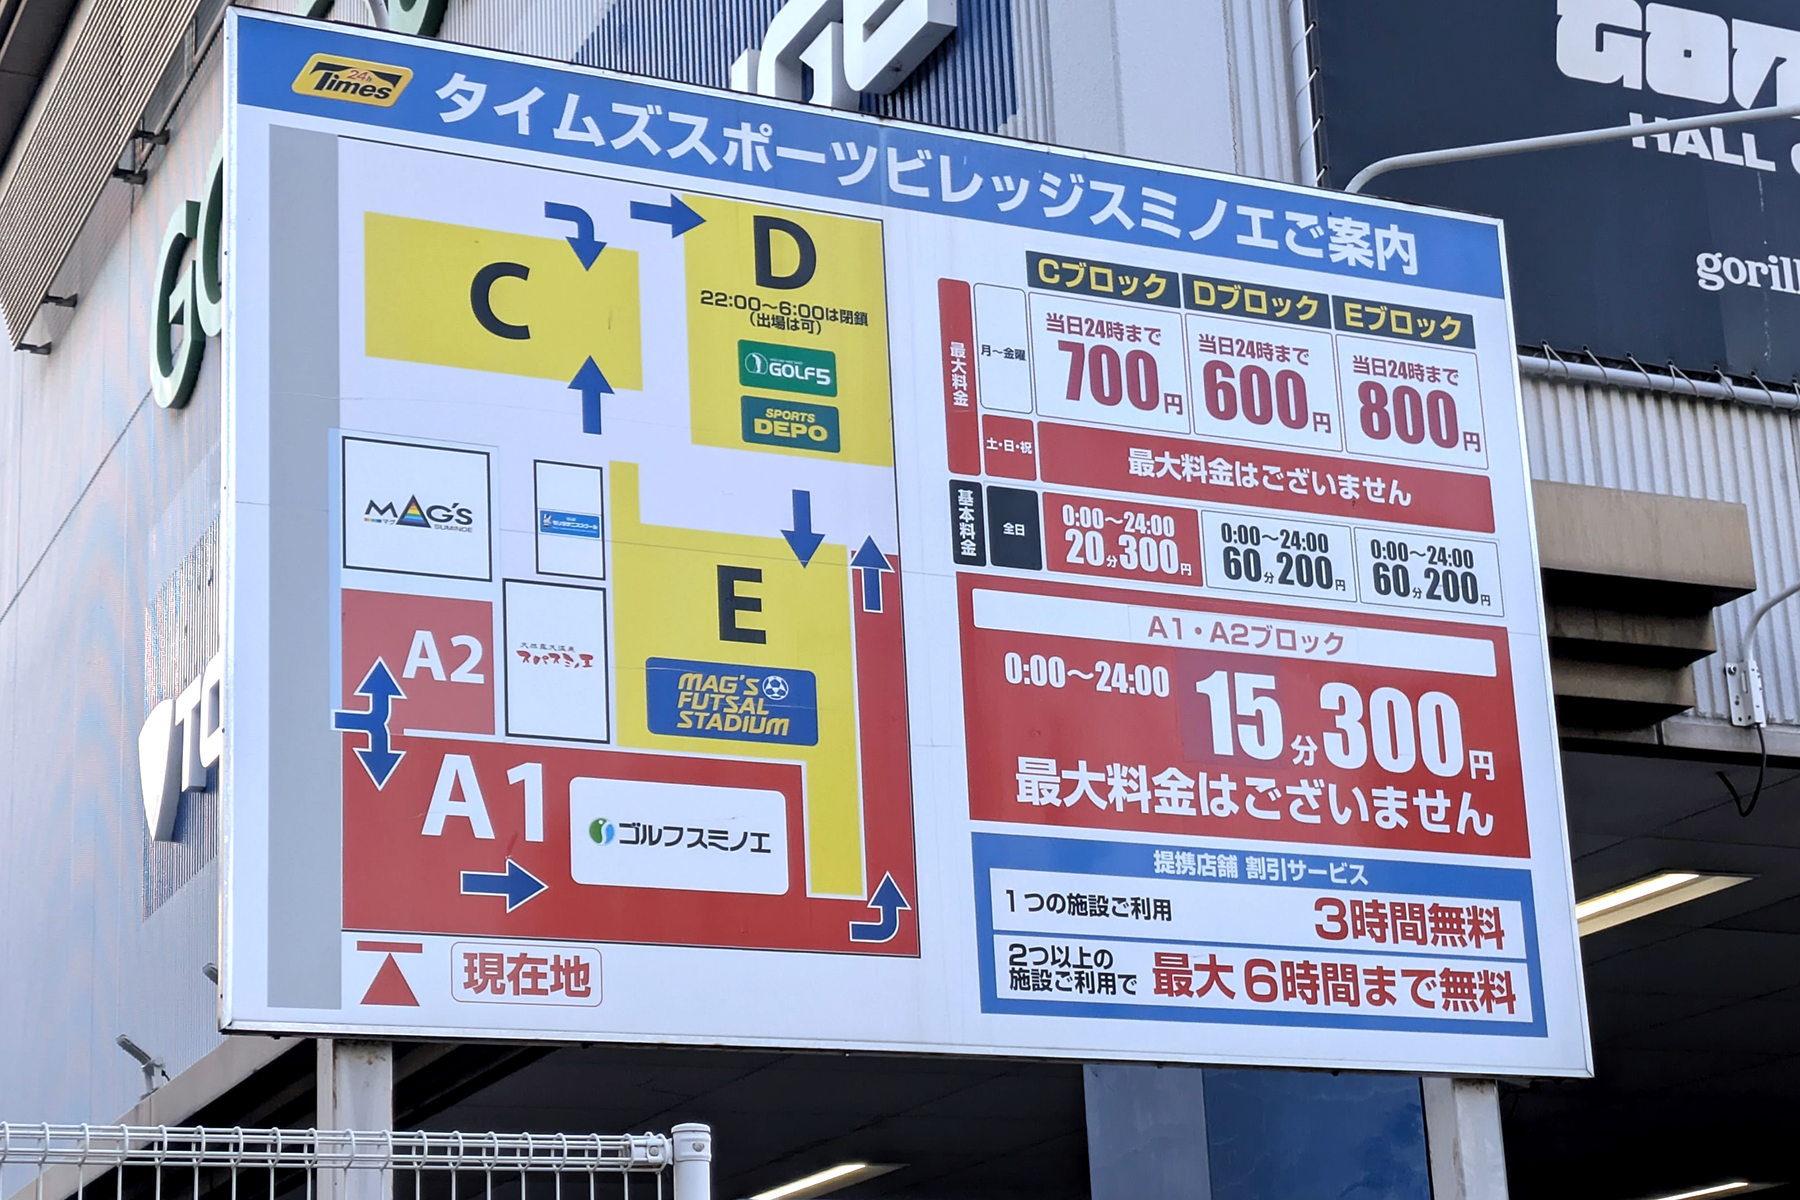 24h
Times
タイムズスポーツビレッジスミノエご案内
C
D
22:00〜6:00は閉鎖
(出場は可)
GOLF5
SPORTS
DEPO
MAG'S
SUMINOE
A2
スパスミノエ
E
MAG'S
FUTSAL
STADIUM
A1
ゴルフスミノエ
現在地
Cブロック
Dブロック
Eブロック
最大料金
月〜金曜
当日24時まで
700円
当日24時まで
600円
当日24時まで
800円
土・日・祝
最大料金はございません
基本料金
全日
0:00〜24:00
20分300円
0:00〜24:00
60分200円
0:00〜24:00
60分200円
A1・A2ブロック
0:00〜24:00
15分300円
最大料金はございません
提携店舗 割引サービス
1つの施設ご利用
3時間無料
2つ以上の
施設ご利用で
最大6時間まで無料
HALL
gorill